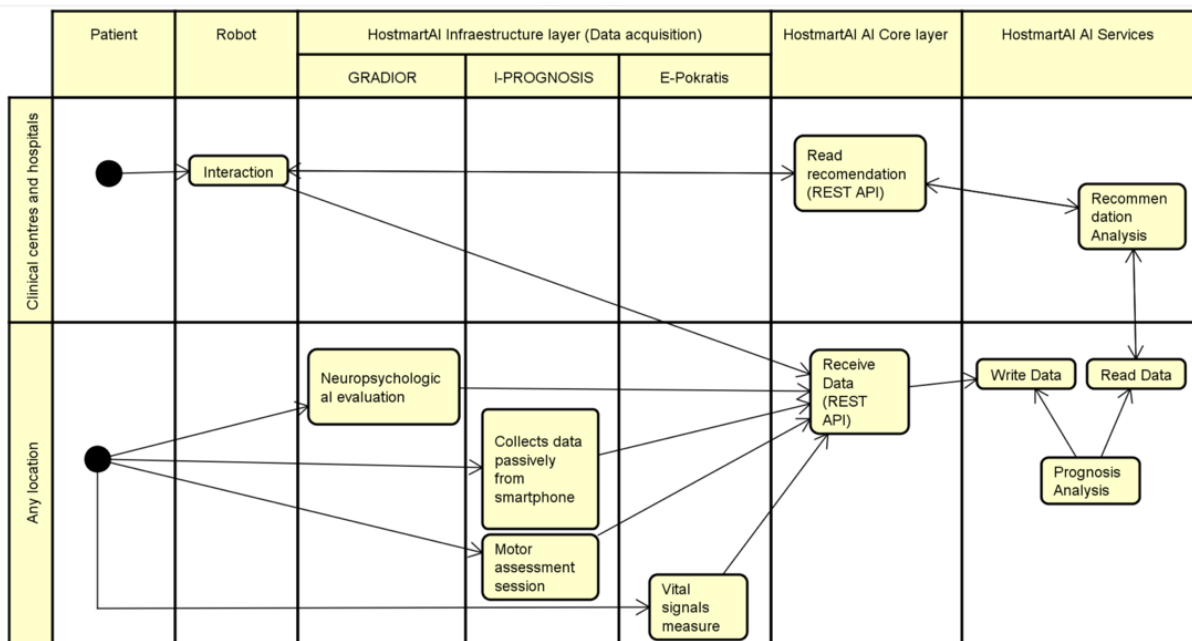 Patient
Robot
HostmartAI Infraestructure layer (Data acquisition)
HostmartAI AI Core layer
HostmartAI AI Services
GRADIOR
I-PROGNOSIS
E-Pokratis
Clinical centres and hospitals
Interaction
Read
recomendation
(REST API)
Recommen
dation
Analysis
Any location
Neuropsychologic
al evaluation
Receive
Data
(REST
API)
Write Data
Read Data
Collects data
passively
from
smartphone
Prognosis
Analysis
Motor
assessment
session
Vital
signals
measure